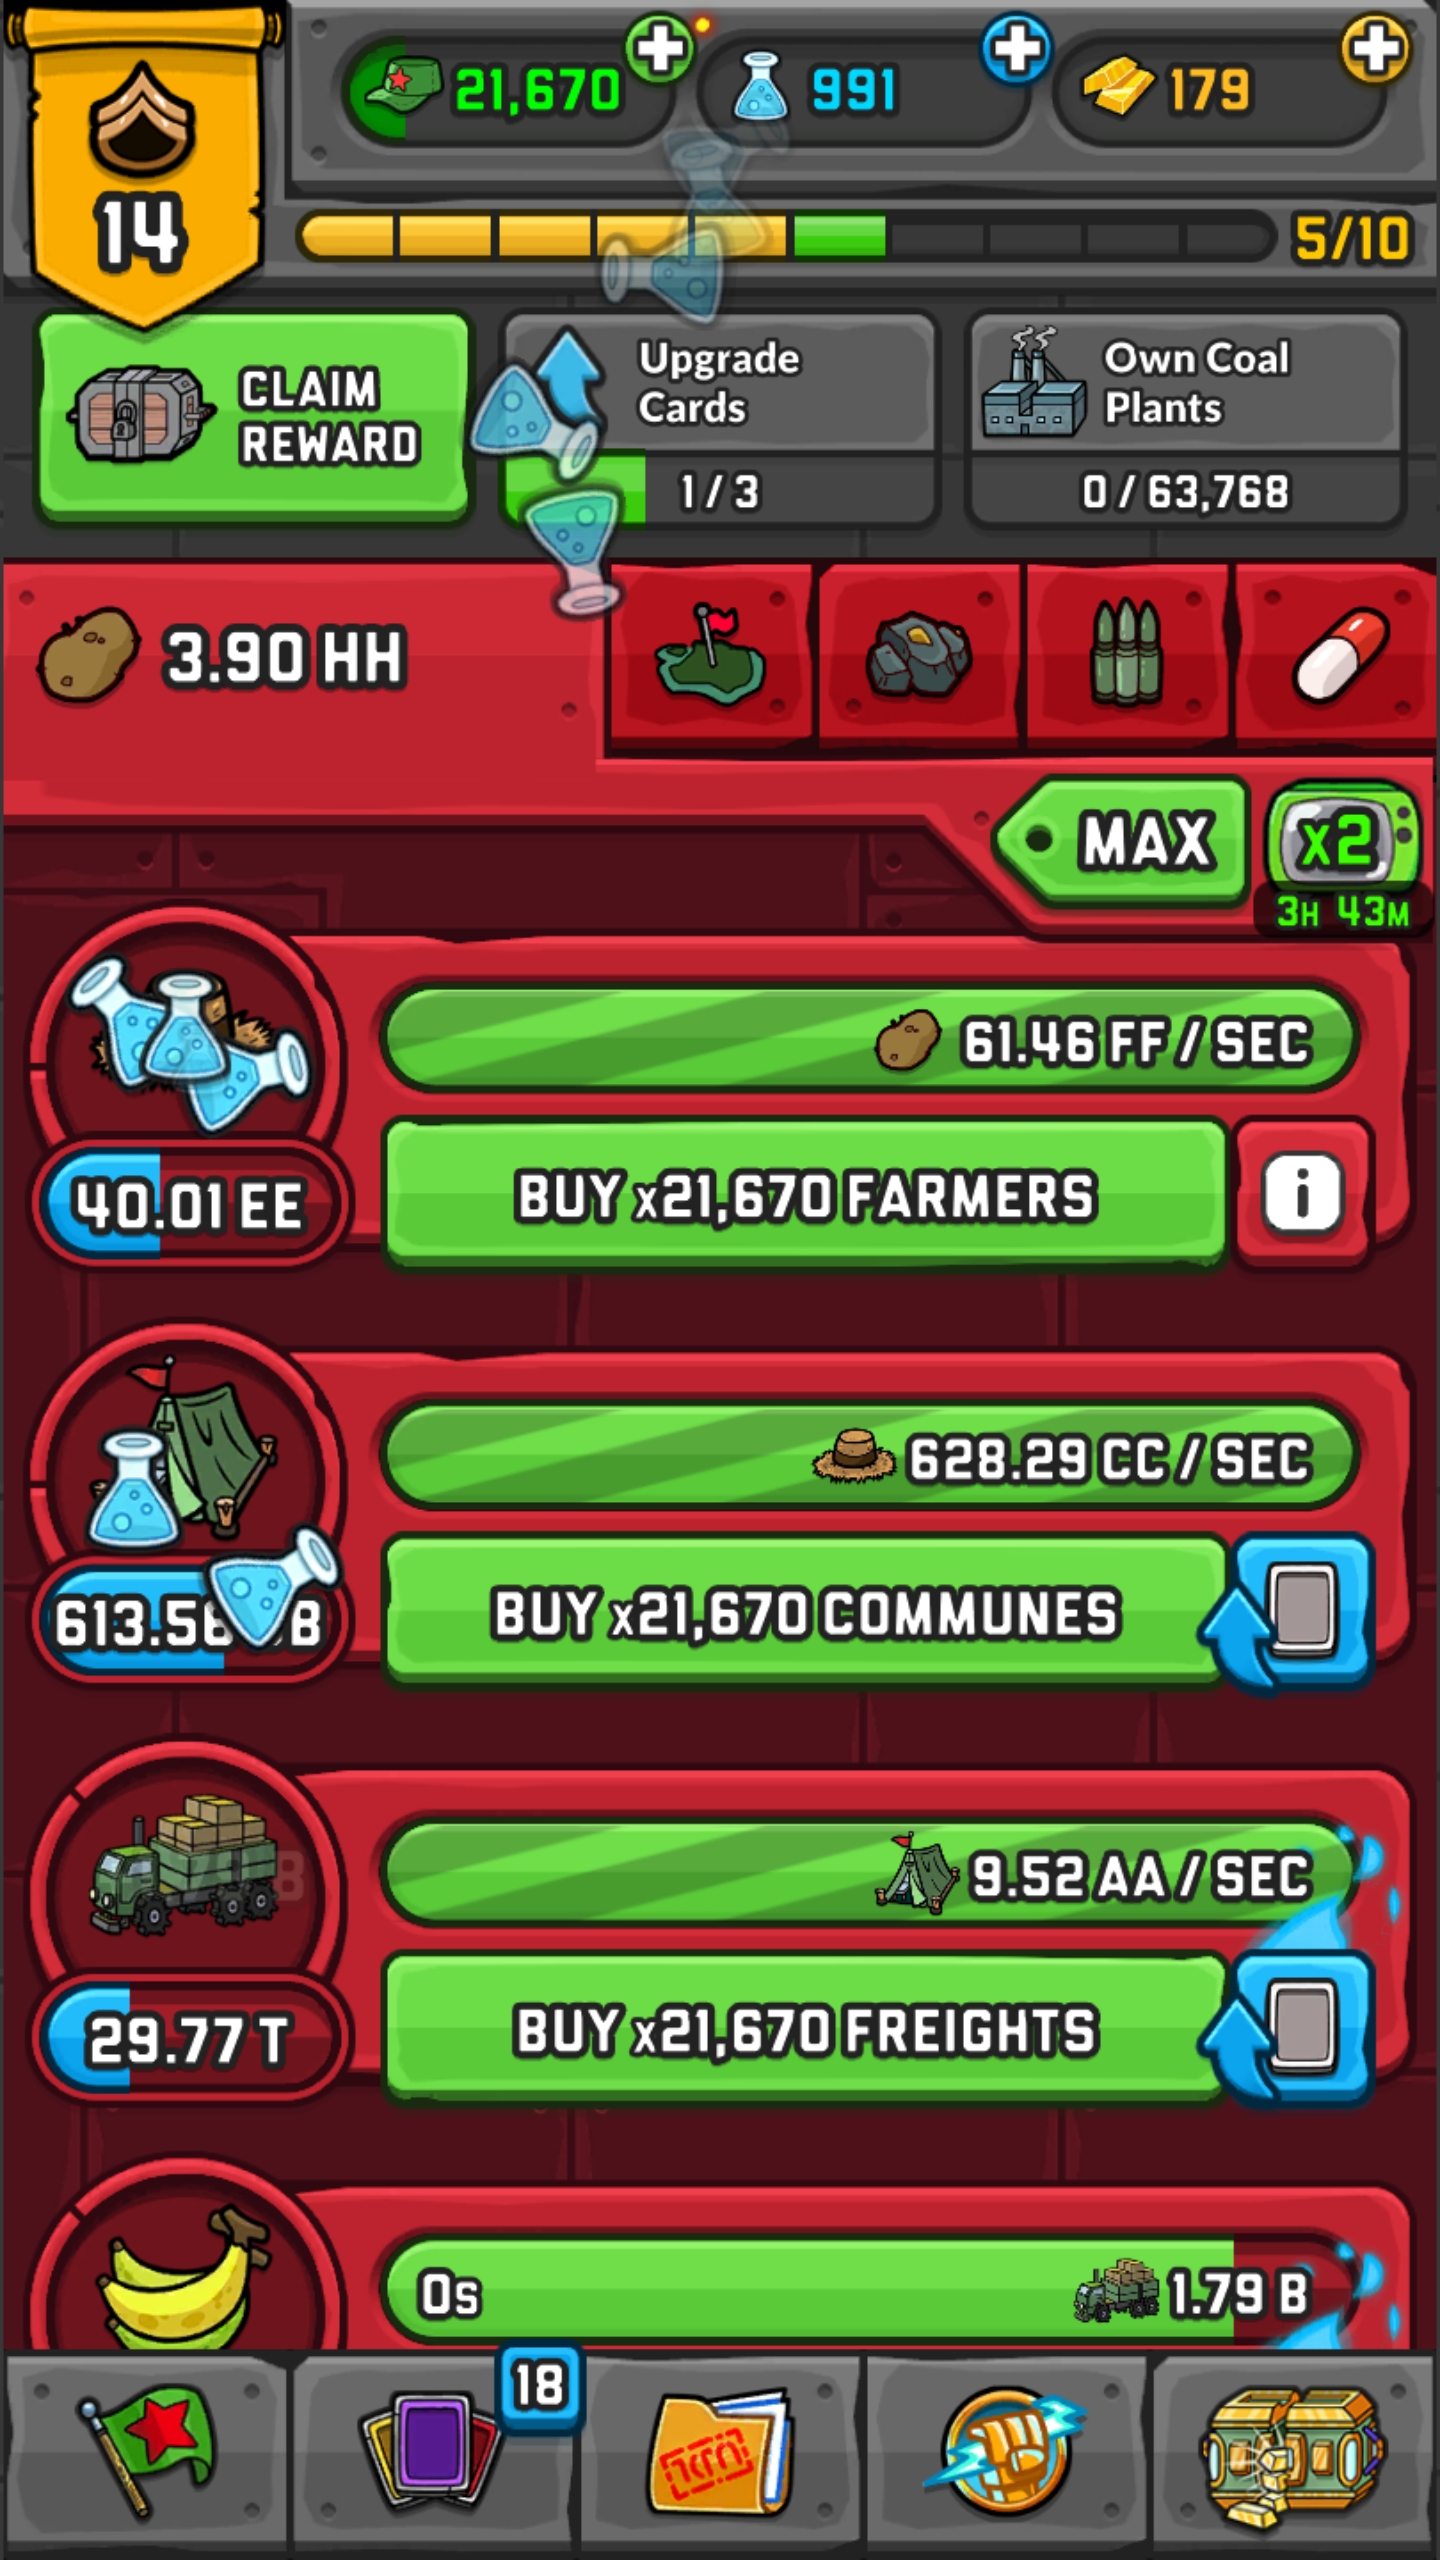 21,670
991
179
14
5/10
CLAIM
REWARD
Upgrade
Cards
1/3
Own Coal
Plants
0/63,768
3.90 HH
MAX
x2
3H 43M
61.46 FF/SEC
40.01 EE
BUY x21,670 FARMERS
i
628.29 CC/SEC
BUY x21,670 COMMUNES
9.52 AA/SEC
29.77 T
BUY x21,670 FREIGHTS
0s
1.79 B
18